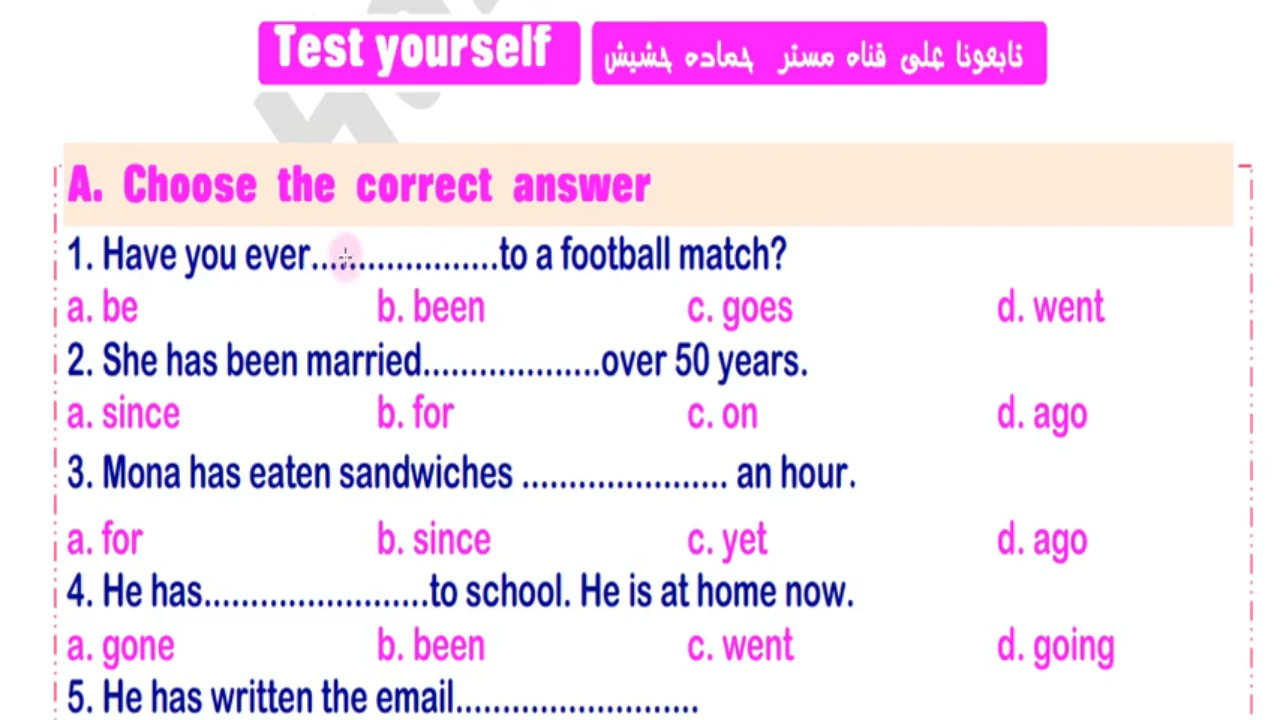 Test yourself
تابعونا على قناه مستر حماده حشيش
A. Choose the correct answer
1. Have you ever....................to a football match?
a. be b. been c. goes d. went
2. She has been married...................over 50 years.
a. since b. for c. on d. ago
3. Mona has eaten sandwiches ...................... an hour.
a. for b. since c. yet d. ago
4. He has........................to school. He is at home now.
a. gone b. been c. went d. going
5. He has written the email..........................